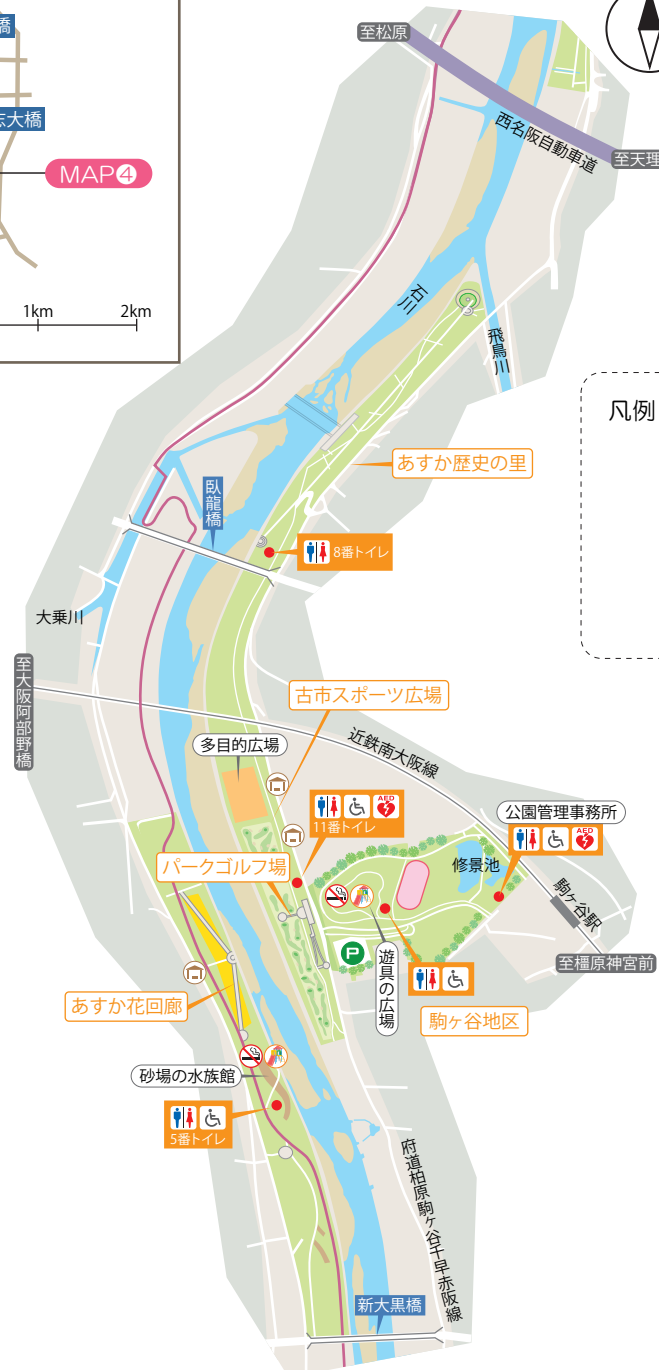 橋
志大橋
MAP④
1km
2km
至松原
西名阪自動車道
至天理
石川
飛鳥川
凡例
あすか歴史の里
臥龍橋
8番トイレ
大乗川
至大阪阿部野橋
古市スポーツ広場
多目的広場
近鉄南大阪線
AED
11番トイレ
公園管理事務所
AED
パークゴルフ場
修景池
駒ヶ谷駅
P
遊具の広場
至橿原神宮前
あすか花回廊
駒ヶ谷地区
砂場の水族館
5番トイレ
府道柏原駒ヶ谷千早赤阪線
新大黒橋